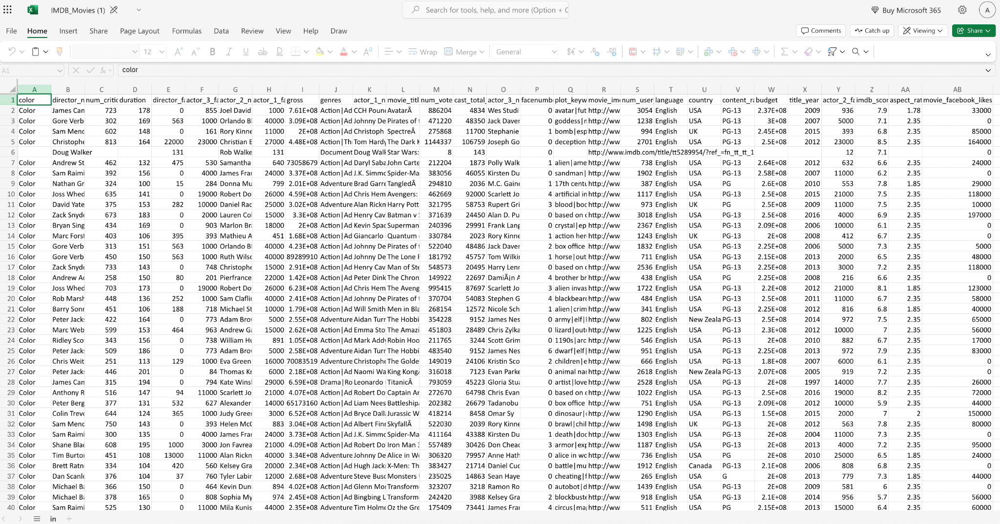 IMDB_Movies (1)
Search for tools, help, and more (Option +
Buy Microsoft 365
A
File Home Insert Share Page Layout Formulas Data Review View Help Draw
Comments Catch up Viewing Share
12 B I U ab D A Wrap Merge General $€
A1 fx color
A B C D E F G H I J K L M N O P Q R S T U V W X Y Z AA AB
1 color director_n num_critic duration director_fa actor_3_fa actor_2_n actor_1_fa gross genres actor_1_n movie_titl num_vote cast_total_ actor_3_n facenumb plot_keyw movie_im num_user_ language country content_ra budget title_year actor_2_fa imdb_scor aspect_rat movie_facebook_likes
2 Color James Can 723 178 0 855 Joel David 1000 7.61E+08 Action|Ad CCH Poun AvatarÂ 886204 4834 Wes Studi 0 avatar|fut http://ww 3054 English USA PG-13 2.37E+08 2009 936 7.9 1.78 33000
3 Color Gore Verb 302 169 563 1000 Orlando Bl 40000 3.09E+08 Action|Ad Johnny De Pirates of t 471220 48350 Jack Daver 0 goddess|r http://ww 1238 English USA PG-13 3E+08 2007 5000 7.1 2.35 0
4 Color Sam Menc 602 148 0 161 Rory Kinne 11000 2E+08 Action|Ad Christoph SpectreÂ 275868 11700 Stephanie 1 bomb|esp http://ww 994 English UK PG-13 2.45E+08 2015 393 6.8 2.35 85000
5 Color Christophe 813 164 22000 23000 Christian B 27000 4.48E+08 Action|Th Tom Hardy The Dark K 1144337 106759 Joseph Go 0 deception http://ww 2701 English USA PG-13 2.5E+08 2012 23000 8.5 2.35 164000
6 Doug Walker 131 Rob Walke 131 Document Doug Walk Star Wars: 8 143 0 http://www.imdb.com/title/tt5289954/?ref_=fn_tt_tt_1 12 7.1 0
7 Color Andrew St 462 132 475 530 Samantha 640 73058679 Action|Ad Daryl Saba John Carte 212204 1873 Polly Walk 1 alien|ame http://ww 738 English USA PG-13 2.64E+08 2012 632 6.6 2.35 24000
8 Color Sam Raimi 392 156 0 4000 James Frar 24000 3.37E+08 Action|Ad J.K. Simmo Spider-Ma 383056 46055 Kirsten Du 0 sandman| http://ww 1902 English USA PG-13 2.58E+08 2007 11000 6.2 2.35 0
9 Color Nathan Gr 324 100 15 284 Donna Mu 799 2.01E+08 Adventure Brad Garre TangledÂ 294810 2036 M.C. Gaine 1 17th centu http://ww 387 English USA PG 2.6E+08 2010 553 7.8 1.85 29000
10 Color Joss Whed 635 141 0 19000 Robert Do 26000 4.59E+08 Action|Ad Chris Hem Avengers: 462669 92000 Scarlett Jo 4 artificial in http://ww 1117 English USA PG-13 2.5E+08 2015 21000 7.5 2.35 118000
11 Color David Yate 375 153 282 10000 Daniel Rad 25000 3.02E+08 Adventure Alan Rickn Harry Pott 321795 58753 Rupert Gri 3 blood|boo http://ww 973 English UK PG 2.5E+08 2009 11000 7.5 2.35 10000
12 Color Zack Snyde 673 183 0 2000 Lauren Co 15000 3.3E+08 Action|Ad Henry Cav Batman v 371639 24450 Alan D. Pu 0 based on c http://ww 3018 English USA PG-13 2.5E+08 2016 4000 6.9 2.35 197000
13 Color Bryan Sing 434 169 0 903 Marlon Br 18000 2E+08 Action|Ad Kevin Spac Superman 240396 29991 Frank Lang 0 crystal|ep http://ww 2367 English USA PG-13 2.09E+08 2006 10000 6.1 2.35 0
14 Color Marc Forst 403 106 395 393 Mathieu A 451 1.68E+08 Action|Ad Giancarlo Quantum 330784 2023 Rory Kinne 1 action her http://ww 1243 English UK PG-13 2E+08 2008 412 6.7 2.35 0
15 Color Gore Verb 313 151 563 1000 Orlando Bl 40000 4.23E+08 Action|Ad Johnny De Pirates of t 522040 48486 Jack Daver 2 box office http://ww 1832 English USA PG-13 2.25E+08 2006 5000 7.3 2.35 5000
16 Color Gore Verb 450 150 563 1000 Ruth Wilso 40000 89289910 Action|Ad Johnny De The Lone R 181792 45757 Tom Wilkin 1 horse|out http://ww 711 English USA PG-13 2.15E+08 2013 2000 6.5 2.35 48000
17 Color Zack Snyde 733 143 0 748 Christophe 15000 2.91E+08 Action|Ad Henry Cav Man of Ste 548573 20495 Harry Lenn 0 based on c http://ww 2536 English USA PG-13 2.25E+08 2013 3000 7.2 2.35 118000
18 Color Andrew Ad 258 150 80 201 Pierfrance 22000 1.42E+08 Action|Ad Peter Dink The Chron 149922 22697 DamiÃ¡n A 4 brother br http://ww 438 English USA PG 2.25E+08 2008 216 6.6 2.35 0
19 Color Joss Whed 703 173 0 19000 Robert Do 26000 6.23E+08 Action|Ad Chris Hem The Aveng 995415 87697 Scarlett Jo 3 alien invas http://ww 1722 English USA PG-13 2.2E+08 2012 21000 8.1 1.85 123000
20 Color Rob Marsh 448 136 252 1000 Sam Claflin 40000 2.41E+08 Action|Ad Johnny De Pirates of t 370704 54083 Stephen G 4 blackbeard http://ww 484 English USA PG-13 2.5E+08 2011 11000 6.7 2.35 58000
21 Color Barry Sonn 451 106 188 718 Michael St 10000 1.79E+08 Action|Ad Will Smith Men in Bla 268154 12572 Nicole Sch 1 alien|crim http://ww 341 English USA PG-13 2.25E+08 2012 816 6.8 1.85 40000
22 Color Peter Jack 422 164 0 773 Adam Brow 5000 2.55E+08 Adventure Aidan Turn The Hobbi 354228 9152 James Nes 0 army|elf| http://ww 802 English New Zeala PG-13 2.5E+08 2014 972 7.5 2.35 65000
23 Color Marc Web 599 153 464 963 Andrew G 15000 2.62E+08 Action|Ad Emma Sto The Amazi 451803 28489 Chris Zylka 0 lizard|out http://ww 1225 English USA PG-13 2.3E+08 2012 10000 7 2.35 56000
24 Color Ridley Sco 343 156 0 738 William Hu 891 1.05E+08 Action|Ad Mark Addy Robin Hoo 211765 3244 Scott Grim 0 1190s|arc http://ww 546 English USA PG-13 2E+08 2010 882 6.7 2.35 17000
25 Color Peter Jack 509 186 0 773 Adam Brow 5000 2.58E+08 Adventure Aidan Turn The Hobbi 483540 9152 James Nes 6 dwarf|elf| http://ww 951 English USA PG-13 2.25E+08 2013 972 7.9 2.35 83000
26 Color Chris Weit 251 113 129 1000 Eva Green 16000 70083519 Adventure Christophe The Golde 149019 24106 Kristin Sco 2 children|e http://ww 666 English USA PG-13 1.8E+08 2007 6000 6.1 2.35 0
27 Color Peter Jack 446 201 0 84 Thomas Kr 6000 2.18E+08 Action|Ad Naomi Wa King Kong 316018 7123 Evan Parke 0 animal nar http://ww 2618 English New Zeala PG-13 2.07E+08 2005 919 7.2 2.35 0
28 Color James Can 315 194 0 794 Kate Winsl 29000 6.59E+08 Drama|Ro Leonardo TitanicÂ 793059 45223 Gloria Stua 0 artist|love http://ww 2528 English USA PG-13 2E+08 1997 14000 7.7 2.35 26000
29 Color Anthony R 516 147 94 11000 Scarlett Jo 21000 4.07E+08 Action|Ad Robert Do Captain Ar 272670 64798 Chris Evan 0 based on c http://ww 1022 English USA PG-13 2.5E+08 2016 19000 8.2 2.35 72000
30 Color Peter Berg 377 131 532 627 Alexander 14000 65173160 Action|Ad Liam Nees Battleship 202382 26679 Tadanobu 0 box office http://ww 751 English USA PG-13 2.09E+08 2012 10000 5.9 2.35 44000
31 Color Colin Trevo 644 124 365 1000 Judy Greer 3000 6.52E+08 Action|Ad Bryce Dall Jurassic W 418214 8458 Omar Sy 0 dinosaur| http://ww 1290 English USA PG-13 1.5E+08 2015 2000 7 2 150000
32 Color Sam Menc 750 143 0 393 Helen McC 883 3.04E+08 Action|Ad Albert Finn SkyfallÂ 522030 2039 Rory Kinne 0 brawl|chil http://ww 1498 English UK PG-13 2E+08 2012 563 7.8 2.35 80000
33 Color Sam Raimi 300 135 0 4000 James Frar 24000 3.73E+08 Action|Ad J.K. Simmo Spider-Ma 411164 43388 Kirsten Du 1 death|doc http://ww 1303 English USA PG-13 2E+08 2004 11000 7.3 2.35 0
34 Color Shane Blac 608 195 1000 3000 Jon Favrea 21000 4.09E+08 Action|Ad Robert Do Iron Man 3 557489 30426 Don Cheac 3 armor|exp http://ww 1187 English USA PG-13 2E+08 2013 4000 7.2 2.35 95000
35 Color Tim Burton 451 108 13000 11000 Alan Rickm 40000 3.34E+08 Adventure Johnny De Alice in Wo 306320 79957 Anne Hath 0 alice in wo http://ww 736 English USA PG 2E+08 2010 25000 6.5 1.85 24000
36 Color Brett Ratn 334 104 420 560 Kelsey Gra 20000 2.34E+08 Action|Ad Hugh Jack X-Men: Th 383427 21714 Daniel Cud 0 battle|mu http://ww 1912 English Canada PG-13 2.1E+08 2006 808 6.8 2.35 0
37 Color Dan Scanlo 376 104 37 760 Tyler Labin 12000 2.68E+08 Adventure Steve Busc Monsters 235025 14863 Sean Haye 0 cheating|f http://ww 265 English USA G 2E+08 2013 779 7.3 1.85 44000
38 Color Michael Ba 366 150 0 464 Kevin Dun 894 4.02E+08 Action|Ad Glenn Mor Transform 323207 3218 Ramon Ro 0 autobot|d http://ww 1439 English USA PG-13 2E+08 2009 581 6 2.35 0
39 Color Michael Ba 378 165 0 808 Sophia My 974 2.45E+08 Action|Ad Bingbing L Transform 242420 3988 Kelsey Gra 2 blockbuste http://ww 918 English USA PG-13 2.1E+08 2014 956 5.7 2.35 56000
40 Color Sam Raimi 525 130 0 11000 Mila Kunis 44000 2.35E+08 Adventure Tim Holme Oz the Gre 175409 73441 James Frar 4 circus|ma http://ww 511 English USA PG 2.15E+08 2013 15000 6.4 2.35 60000
in